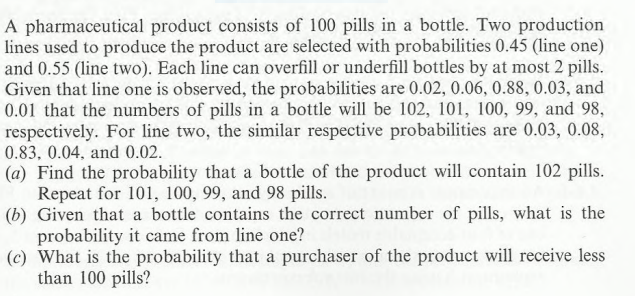 A pharmaceutical product consists of 100 pills in a bottle. Two production
lines used to produce the product are selected with probabilities 0.45 (line one)
and 0.55 (line two). Each line can overfill or underfill bottles by at most 2 pills.
Given that line one is observed, the probabilities are 0.02, 0.06, 0.88, 0.03, and
0.01 that the numbers of pills in a bottle will be 102, 101, 100, 99, and 98,
respectively. For line two, the similar respective probabilities are 0.03, 0.08,
0.83, 0.04, and 0.02.
(a) Find the probability that a bottle of the product will contain 102 pills.
Repeat for 101, 100, 99, and 98 pills.
(b) Given that a bottle contains the correct number of pills, what is the
probability it came from line one?
(c) What is the probability that a purchaser of the product will receive less
than 100 pills?